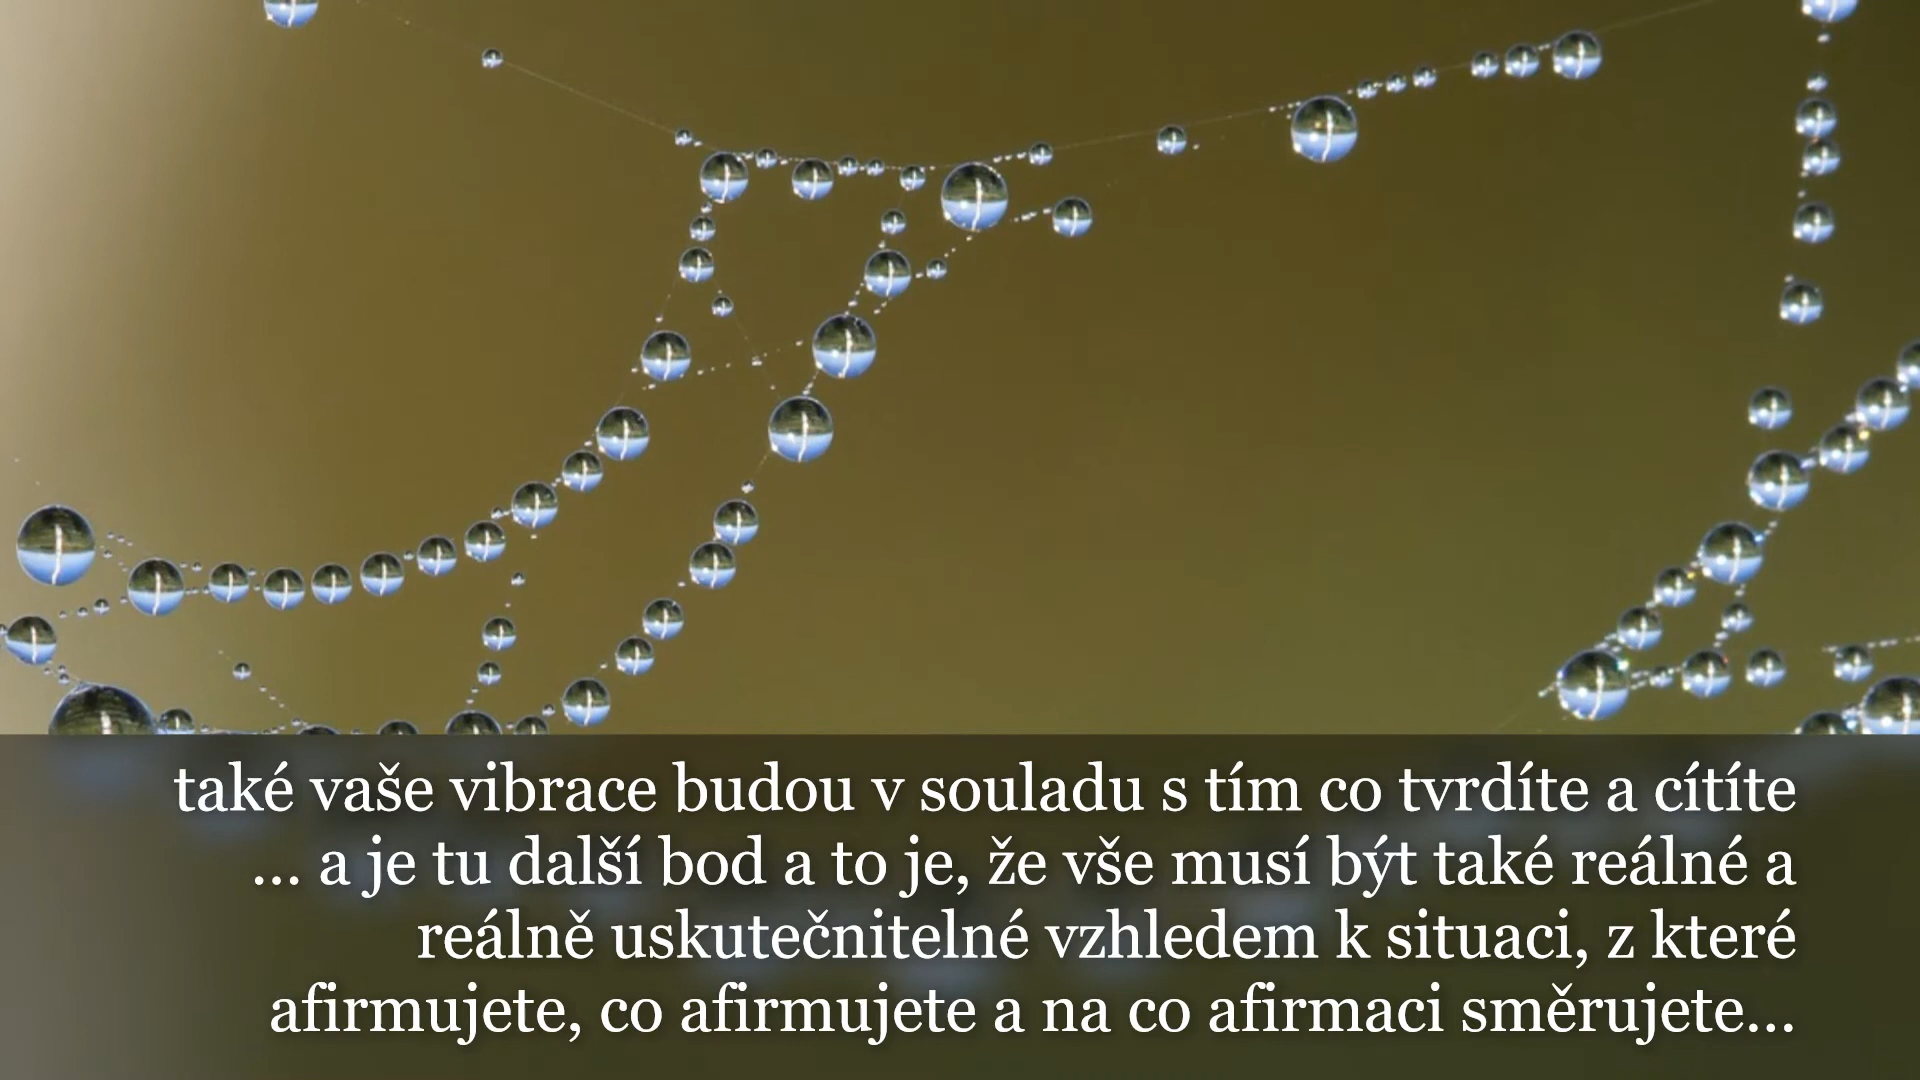 také vaše vibrace budou v souladu s tím co tvrdíte a cítíte
... a je tu další bod a to je, že vše musí být také reálné a
reálně uskutečnitelné vzhledem k situaci, z které
afirmujete, co afirmujete a na co afirmaci směrujete...